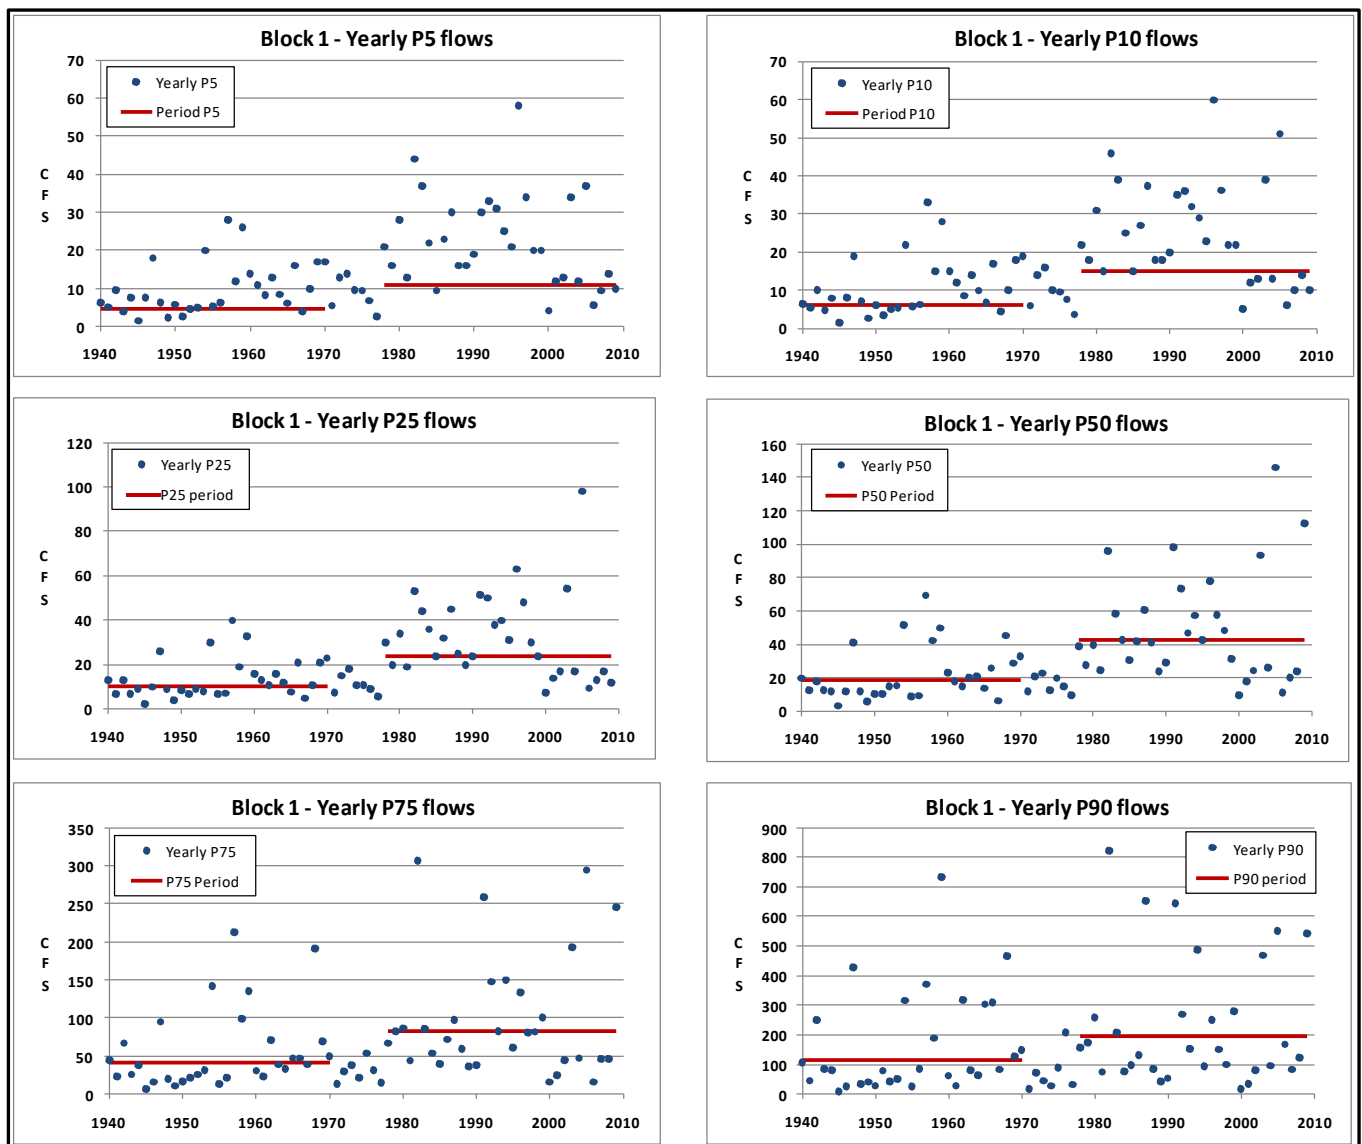 Block 1 - Yearly P5 flows
70
60
50
40
30
20
10
0
C
F
S
Yearly P5
Period P5
1940 1950 1960 1970 1980 1990 2000 2010
Block 1 - Yearly P10 flows
70
60
50
40
30
20
10
0
C
F
S
Yearly P10
Period P10
1940 1950 1960 1970 1980 1990 2000 2010
Block 1 - Yearly P25 flows
120
100
80
60
40
20
0
C
F
S
Yearly P25
P25 period
1940 1950 1960 1970 1980 1990 2000 2010
Block 1 - Yearly P50 flows
160
140
120
100
80
60
40
20
0
C
F
S
Yearly P50
P50 Period
1940 1950 1960 1970 1980 1990 2000 2010
Block 1 - Yearly P75 flows
350
300
250
200
150
100
50
0
C
F
S
Yearly P75
P75 Period
1940 1950 1960 1970 1980 1990 2000 2010
Block 1 - Yearly P90 flows
900
800
700
600
500
400
300
200
100
0
C
F
S
Yearly P90
P90 period
1940 1950 1960 1970 1980 1990 2000 2010